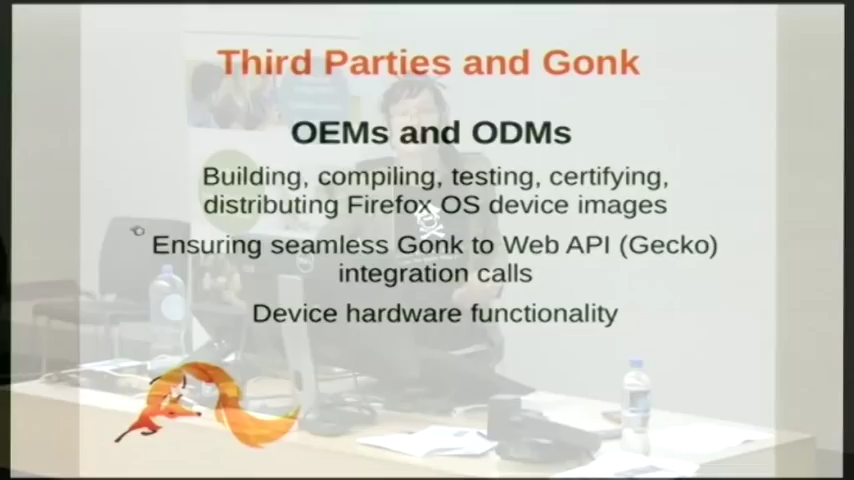 Third Parties and Gonk
OEMs and ODMs
Building, compiling, testing, certifying,
distributing Firefox OS device images
Ensuring seamless Gonk to Web API (Gecko)
integration calls
Device hardware functionality